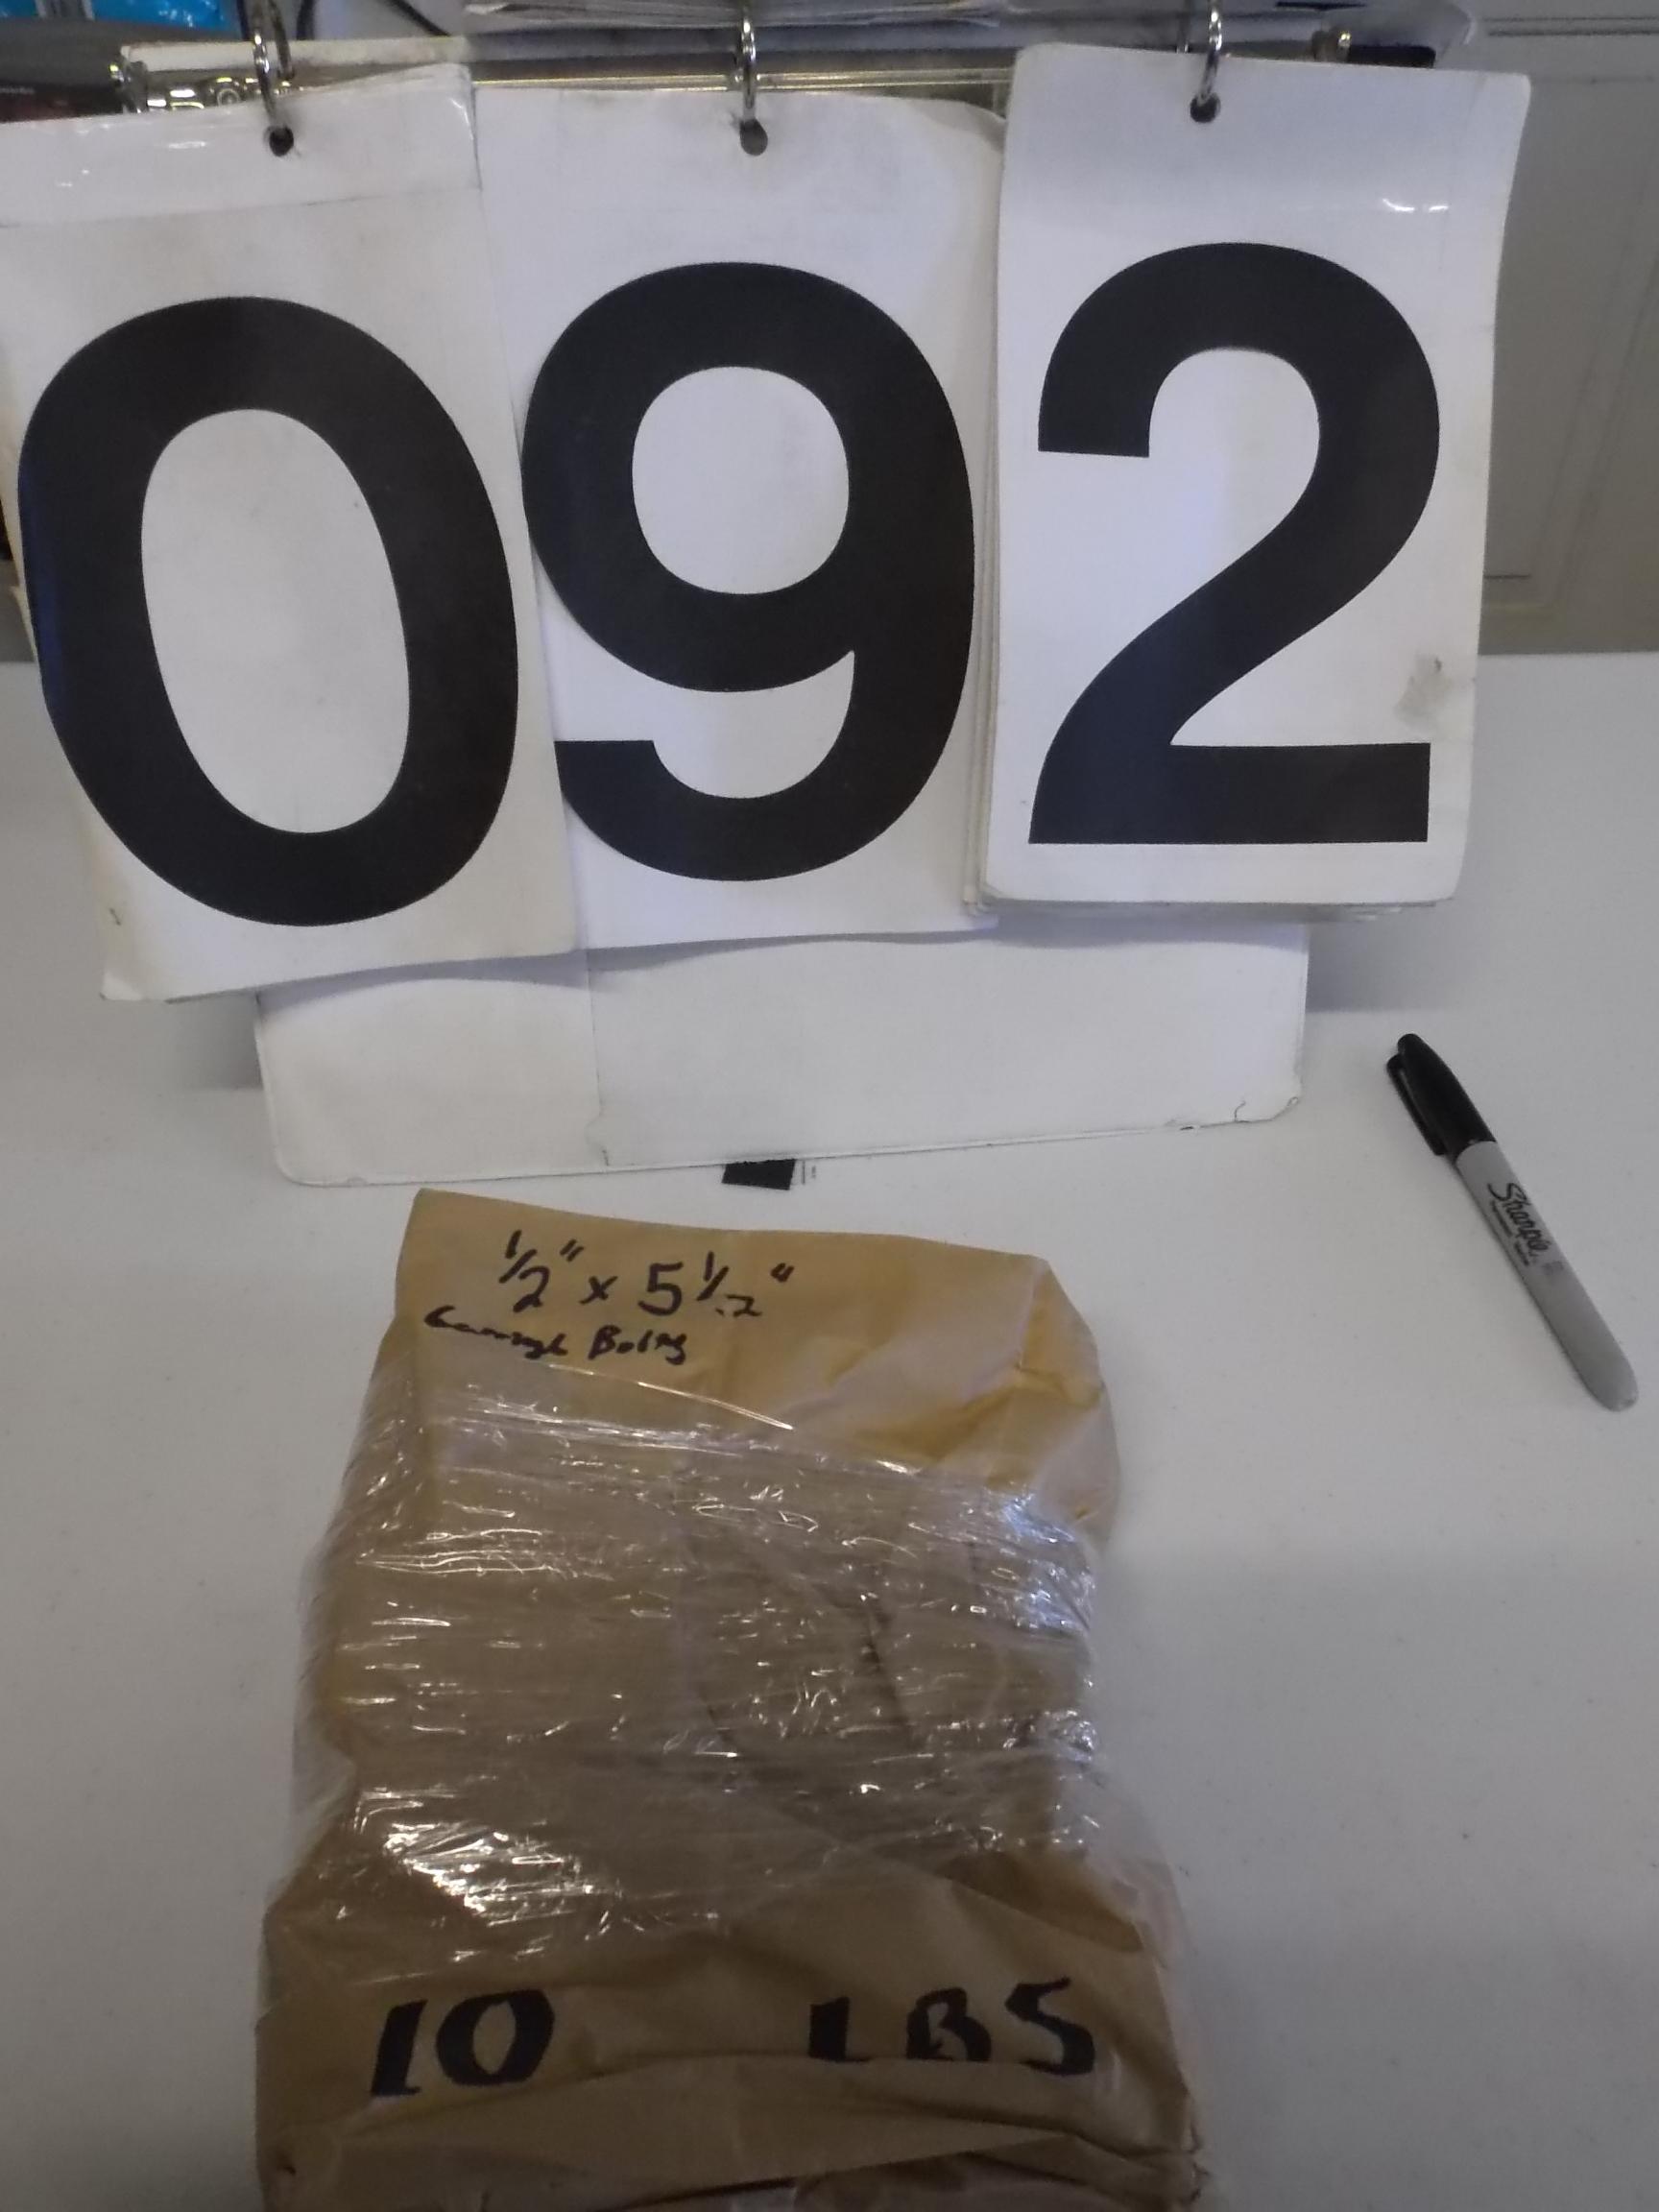 092
Sharpie
1/2" x 5 1/2"
Carriage Bolts
10 LBS